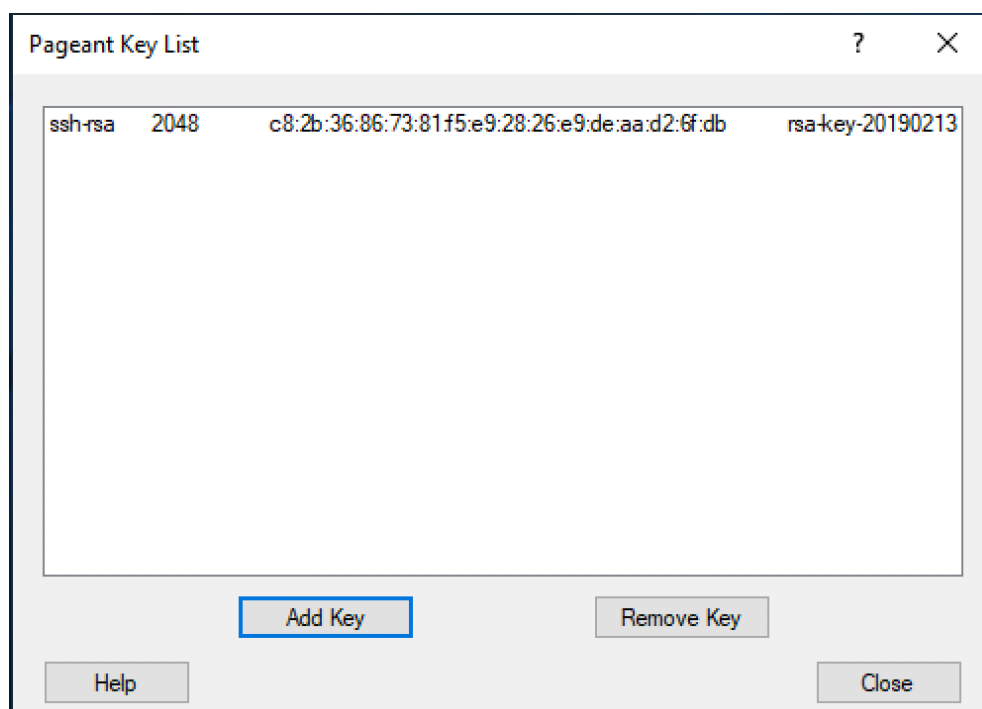 Pageant Key List ? ×
ssh-rsa 2048 c8:2b:36:86:73:81:f5:e9:28:26:e9:de:aa:d2:6f:db rsa-key-20190213
Add Key Remove Key
Help Close